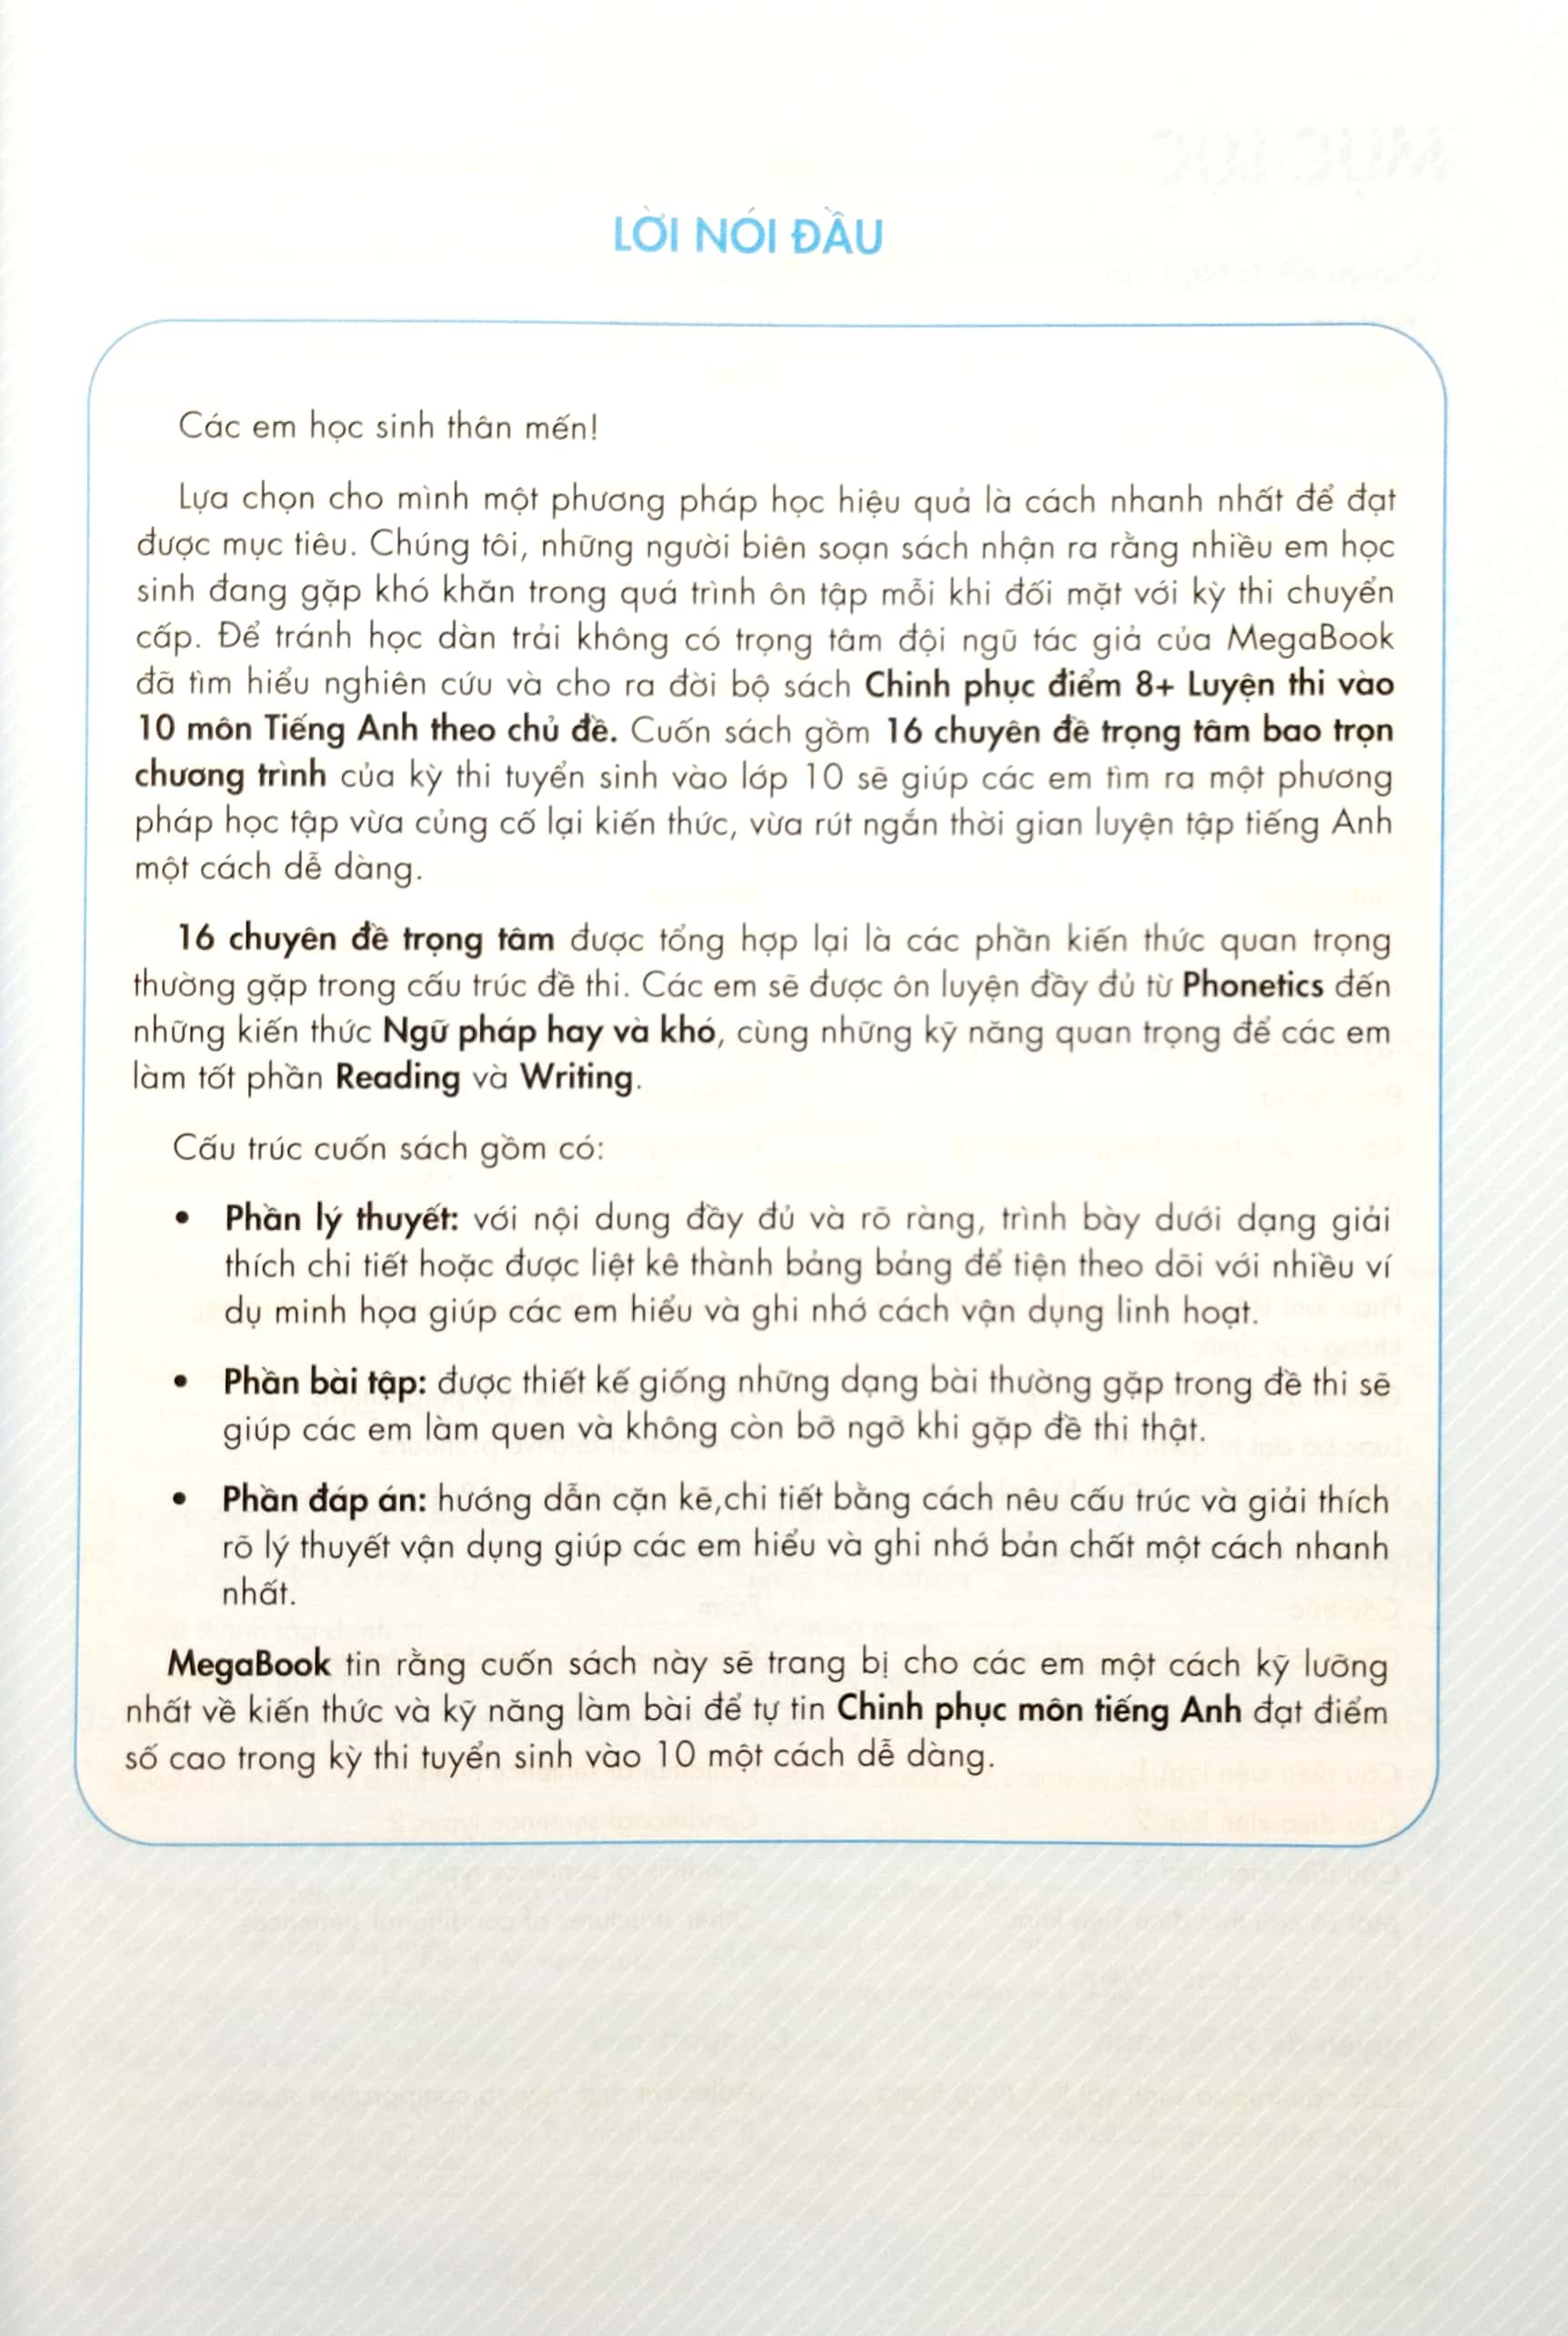 LỜI NÓI ĐẦU
Các em học sinh thân mến!
Lựa chọn cho mình một phương pháp học hiệu quả là cách nhanh nhất để đạt
được mục tiêu. Chúng tôi, những người biên soạn sách nhận ra rằng nhiều em học
sinh đang gặp khó khăn trong quá trình ôn tập mỗi khi đối mặt với kỳ thi chuyển
cấp. Để tránh học dàn trải không có trọng tâm đội ngũ tác giả của MegaBook
đã tìm hiểu nghiên cứu và cho ra đời bộ sách Chinh phục điểm 8+ Luyện thi vào
10 môn Tiếng Anh theo chủ đề. Cuốn sách gồm 16 chuyên đề trọng tâm bao trọn
chương trình của kỳ thi tuyển sinh vào lớp 10 sẽ giúp các em tìm ra một phương
pháp học tập vừa củng cố lại kiến thức, vừa rút ngắn thời gian luyện tập tiếng Anh
một cách dễ dàng.
16 chuyên đề trọng tâm được tổng hợp lại là các phần kiến thức quan trọng
thường gặp trong cấu trúc đề thi. Các em sẽ được ôn luyện đầy đủ từ Phonetics đến
những kiến thức Ngữ pháp hay và khó, cùng những kỹ năng quan trọng để các em
làm tốt phần Reading và Writing.
Cấu trúc cuốn sách gồm có:
• Phần lý thuyết: với nội dung đầy đủ và rõ ràng, trình bày dưới dạng giải
thích chi tiết hoặc được liệt kê thành bảng bảng để tiện theo dõi với nhiều ví
dụ minh họa giúp các em hiểu và ghi nhớ cách vận dụng linh hoạt.
• Phần bài tập: được thiết kế giống những dạng bài thường gặp trong đề thi sẽ
giúp các em làm quen và không còn bỡ ngỡ khi gặp đề thi thật.
• Phần đáp án: hướng dẫn cặn kẽ,chi tiết bằng cách nêu cấu trúc và giải thích
rõ lý thuyết vận dụng giúp các em hiểu và ghi nhớ bản chất một cách nhanh
nhất.
MegaBook tin rằng cuốn sách này sẽ trang bị cho các em một cách kỹ lưỡng
nhất về kiến thức và kỹ năng làm bài để tự tin Chinh phục môn tiếng Anh đạt điểm
số cao trong kỳ thi tuyển sinh vào 10 một cách dễ dàng.